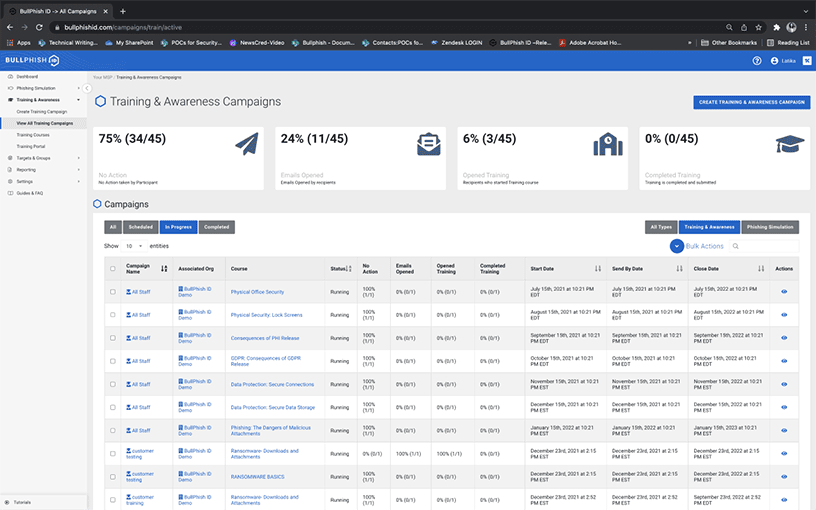 BullPhish ID -> All Campaigns
bullphishid.com/campaigns/train/active
Apps Technical Writing... My SharePoint POCs for Security... NewsCred-Video Bullphish - Docum... Contacts:POCs fo... Zendesk LOGIN BullPhish ID –Rele... Adobe Acrobat Ho... » Other Bookmarks Reading List
BULLPHISH ID
Latika
Dashboard
Phishing Simulation
Training & Awareness
Create Training Campaign
View All Training Campaigns
Training Courses
Training Portal
Targets & Groups
Reporting
Settings
Guides & FAQ
Tutorials
Your MSP / Training & Awareness Campaigns
Training & Awareness Campaigns
CREATE TRAINING & AWARENESS CAMPAIGN
75% (34/45)
No Action
No Action taken by Participant
24% (11/45)
Emails Opened
Emails Opened by recipients
6% (3/45)
Opened Training
Recipients who started Training course
0% (0/45)
Completed Training
Training is completed and submitted
Campaigns
All Scheduled In Progress Completed
All Types Training & Awareness Phishing Simulation
Show 10 entities
Bulk Actions
Campaign Name Associated Org Course Status No Action Emails Opened Opened Training Completed Training Start Date Send By Date Close Date Actions
All Staff BullPhish ID Demo Physical Office Security Running 100% (1/1) 0% (0/1) 0% (0/1) 0% (0/1) July 15th, 2021 at 10:21 PM EDT July 15th, 2021 at 10:21 PM EDT July 15th, 2022 at 10:21 PM EDT
All Staff BullPhish ID Demo Physical Security: Lock Screens Running 100% (1/1) 0% (0/1) 0% (0/1) 0% (0/1) August 15th, 2021 at 10:21 PM EDT August 15th, 2021 at 10:21 PM EDT August 15th, 2022 at 10:21 PM EDT
All Staff BullPhish ID Demo Consequences of PHI Release Running 100% (1/1) 0% (0/1) 0% (0/1) 0% (0/1) September 15th, 2021 at 10:21 PM EDT September 15th, 2021 at 10:21 PM EDT September 15th, 2022 at 10:21 PM EDT
All Staff BullPhish ID Demo GDPR: Consequences of GDPR Release Running 100% (1/1) 0% (0/1) 0% (0/1) 0% (0/1) October 15th, 2021 at 10:21 PM EDT October 15th, 2021 at 10:21 PM EDT October 15th, 2022 at 10:21 PM EDT
All Staff BullPhish ID Demo Data Protection: Secure Connections Running 100% (1/1) 0% (0/1) 0% (0/1) 0% (0/1) November 15th, 2021 at 10:21 PM EST November 15th, 2021 at 10:21 PM EST November 15th, 2022 at 10:21 PM EST
All Staff BullPhish ID Demo Data Protection: Secure Data Storage Running 100% (1/1) 0% (0/1) 0% (0/1) 0% (0/1) December 15th, 2021 at 10:21 PM EST December 15th, 2021 at 10:21 PM EST December 15th, 2022 at 10:21 PM EST
All Staff BullPhish ID Demo Phishing: The Dangers of Malicious Attachments Running 100% (1/1) 0% (0/1) 0% (0/1) 0% (0/1) January 15th, 2022 at 10:21 PM EST January 15th, 2022 at 10:21 PM EST January 15th, 2023 at 10:21 PM EST
customer testing BullPhish ID Demo Ransomware: Downloads and Attachments Running 0% (0/1) 100% (1/1) 100% (1/1) 0% (0/1) December 23rd, 2021 at 2:15 PM EST December 23rd, 2021 at 2:15 PM EST December 23rd, 2022 at 2:15 PM EST
customer testing BullPhish ID Demo RANSOMWARE BASICS Running 100% (1/1) 0% (0/1) 0% (0/1) 0% (0/1) December 23rd, 2021 at 2:15 PM EST December 23rd, 2021 at 2:15 PM EST December 23rd, 2022 at 2:15 PM EST
customer training BullPhish ID Demo Ransomware: Downloads and Attachments Running 100% (1/1) 0% (0/1) 0% (0/1) 0% (0/1) December 23rd, 2021 at 2:52 PM EST December 23rd, 2021 at 2:52 PM EST September 23rd, 2022 at 2:52